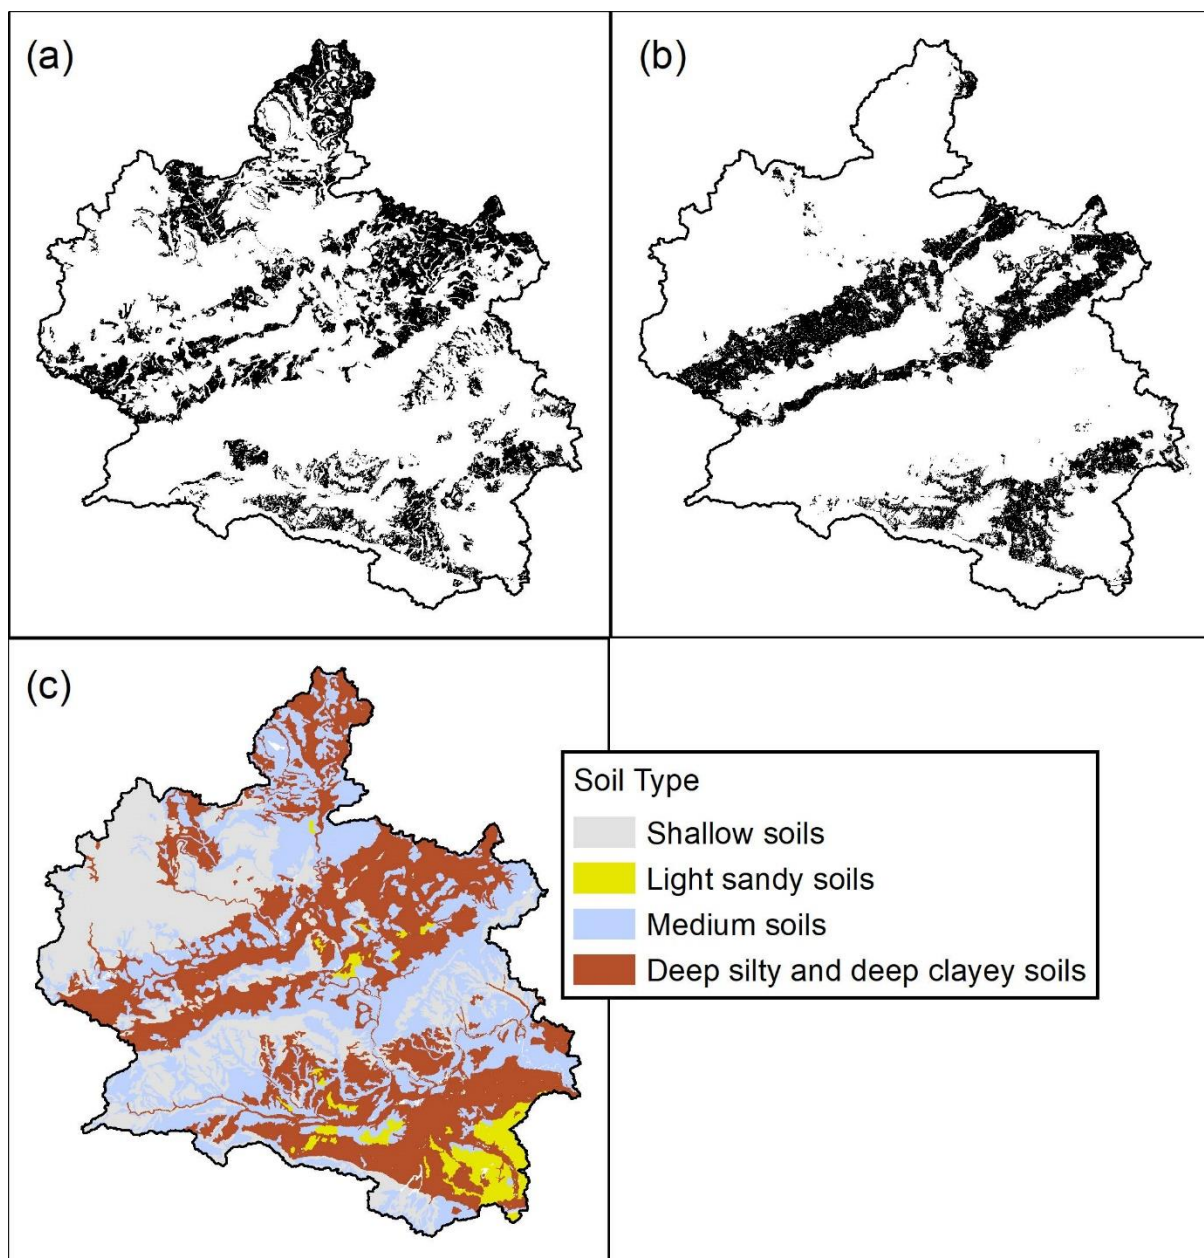 (a)
(b)
(c)
Soil Type
Shallow soils
Light sandy soils
Medium soils
Deep silty and deep clayey soils